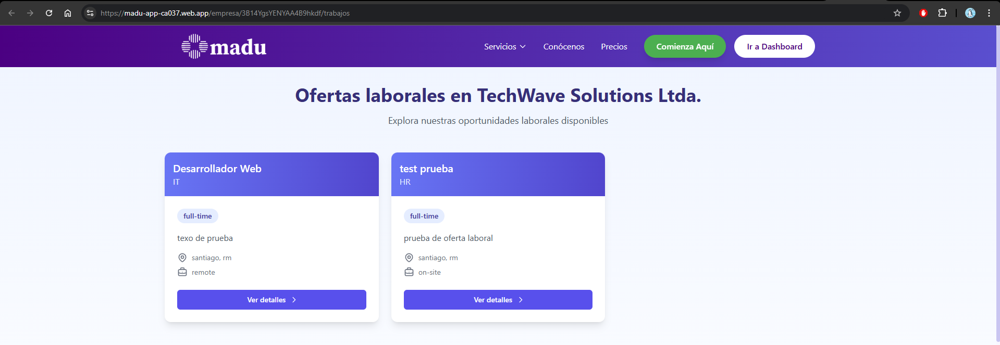 https://madu-app-ca037.web.app/empresa/3B14YgsYENYAA4B9hkdf/trabajos
madu
Servicios
Conócenos
Precios
Comienza Aquí
Ir a Dashboard
Ofertas laborales en TechWave Solutions Ltda.
Explora nuestras oportunidades laborales disponibles
Desarrollador Web
IT
full-time
texo de prueba
santiago, rm
remote
Ver detalles
test prueba
HR
full-time
prueba de oferta laboral
santiago, rm
on-site
Ver detalles